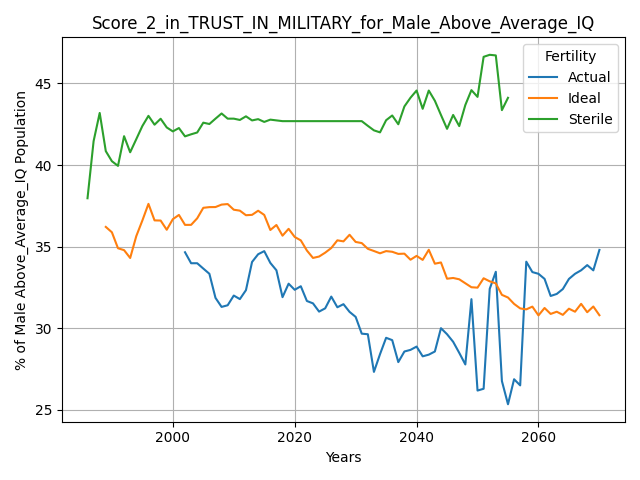 Score_2_in_TRUST_IN_MILITARY_for_Male_Above_Average_IQ
Fertility
Actual
Ideal
Sterile
% of Male Above_Average_IQ Population
45
40
35
30
25
2000
2020
2040
2060
Years